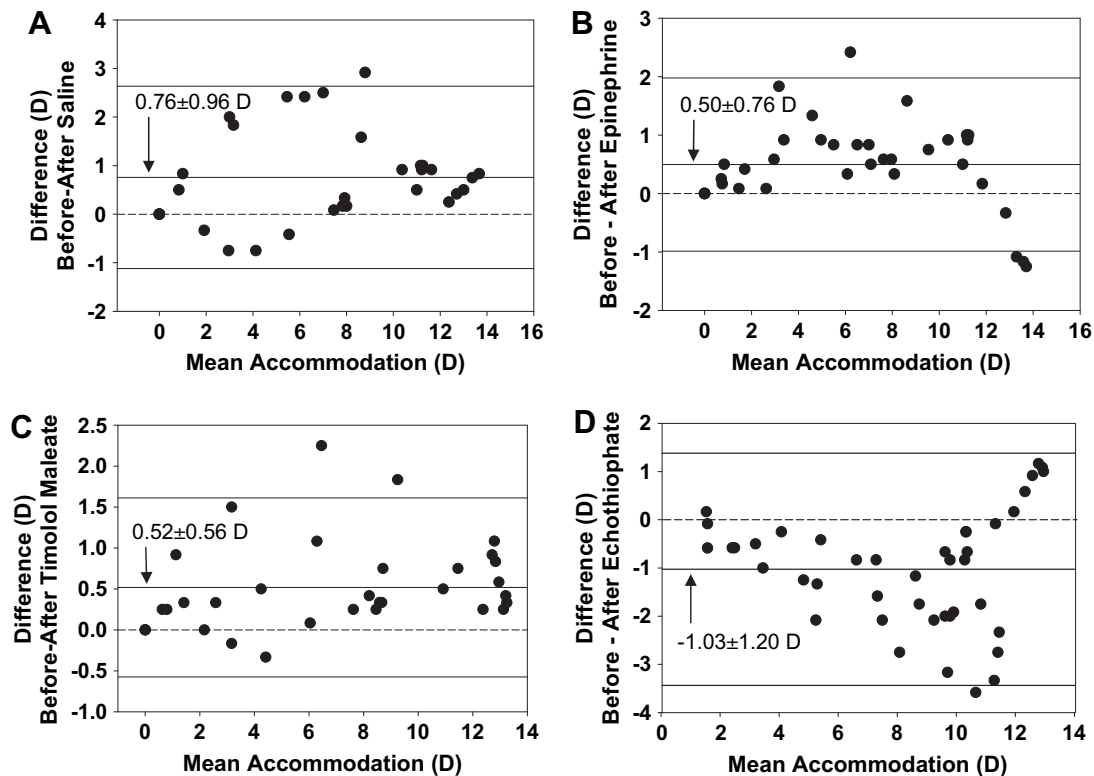 A
Difference (D)
Before-After Saline
4
3
2
1
0
-1
-2
0.76±0.96 D
0 2 4 6 8 10 12 14 16
Mean Accommodation (D)
B
Difference (D)
Before - After Epinephrine
3
2
1
0
-1
-2
0.50±0.76 D
0 2 4 6 8 10 12 14 16
Mean Accommodation (D)
C
Difference (D)
Before-After Timolol Maleate
2.5
2.0
1.5
1.0
0.5
0.0
-0.5
-1.0
0.52±0.56 D
0 2 4 6 8 10 12 14
Mean Accommodation (D)
D
Difference (D)
Before - After Echothiophate
2
1
0
-1
-2
-3
-4
-1.03±1.20 D
0 2 4 6 8 10 12 14
Mean Accommodation (D)